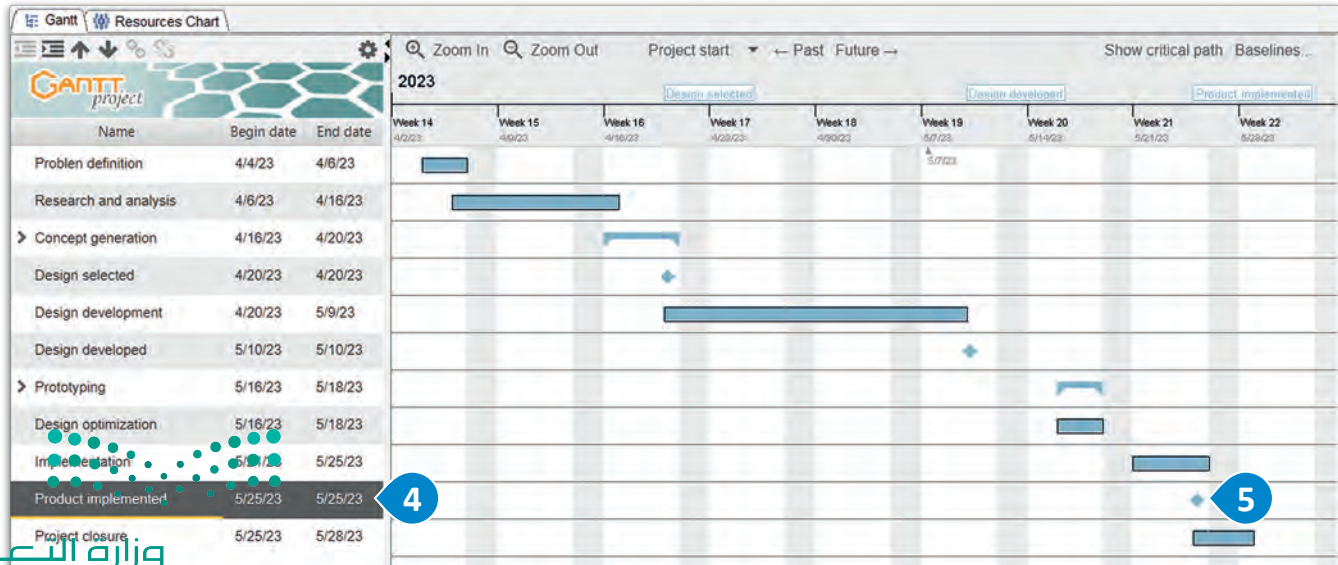 Gantt Resources Chart
Zoom In Zoom Out Project start ← Past Future → Show critical path Baselines...
GANTT project
2023
Design selected Design developed Product implemented
Name Begin date End date
Week 14 Week 15 Week 16 Week 17 Week 18 Week 19 Week 20 Week 21 Week 22
4/2/23 4/9/23 4/16/23 4/23/23 4/30/23 5/7/23 5/14/23 5/21/23 5/28/23
5/7/23
Problen definition 4/4/23 4/6/23
Research and analysis 4/6/23 4/16/23
Concept generation 4/16/23 4/20/23
Design selected 4/20/23 4/20/23
Design development 4/20/23 5/9/23
Design developed 5/10/23 5/10/23
Prototyping 5/16/23 5/18/23
Design optimization 5/16/23 5/18/23
Implementation 5/21/23 5/25/23
Product implemented 5/25/23 5/25/23 4 5
Project closure 5/25/23 5/28/23
وزارة